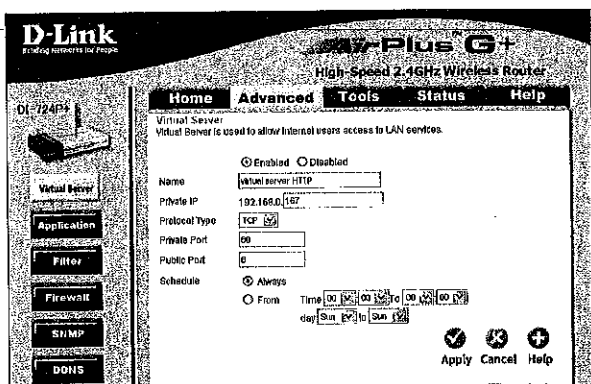 D-Link
Building Networks for People
AirPlus G+
High-Speed 2.4GHz Wireless Router
DI-724P+
Home Advanced Tools Status Help
Virtual Server
Virtual Server is used to allow Internet users access to LAN services.
Enabled Disabled
Name virtual server HTTP
Private IP 192.168.0. 167
Protocol Type TCP
Private Port
Public Port
Schedule Always
From Time 00 : 00 To 00 : 00
day Sun to Sun
Apply Cancel Help
Virtual Server
Application
Filter
Firewall
SNMP
DDNS